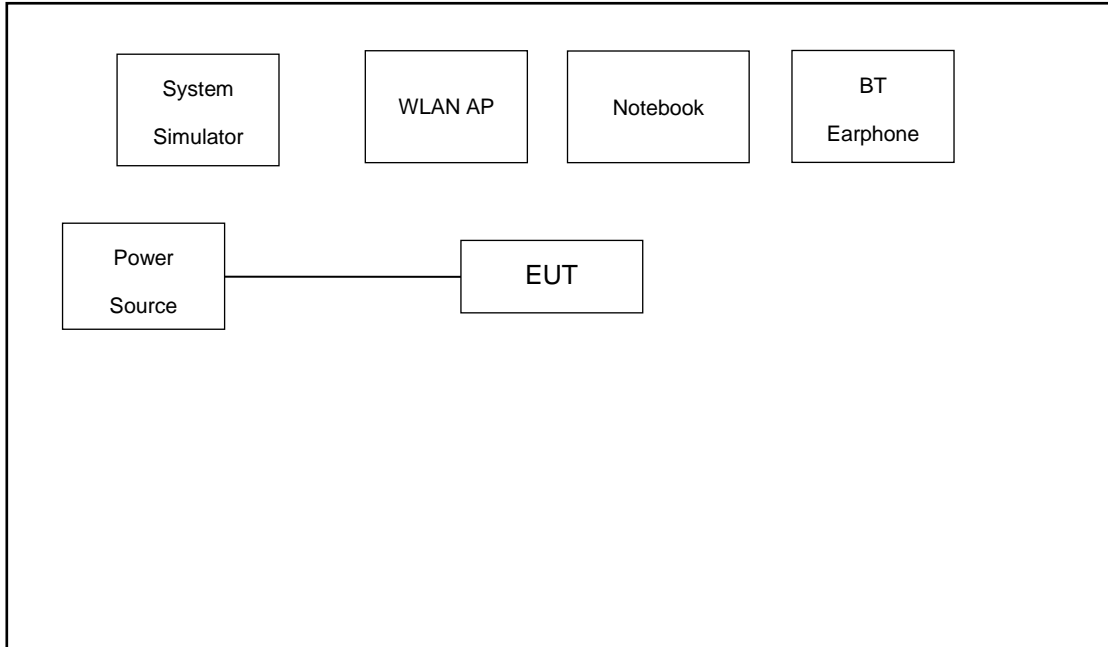 System
Simulator
WLAN AP
Notebook
BT
Earphone
Power
Source
EUT